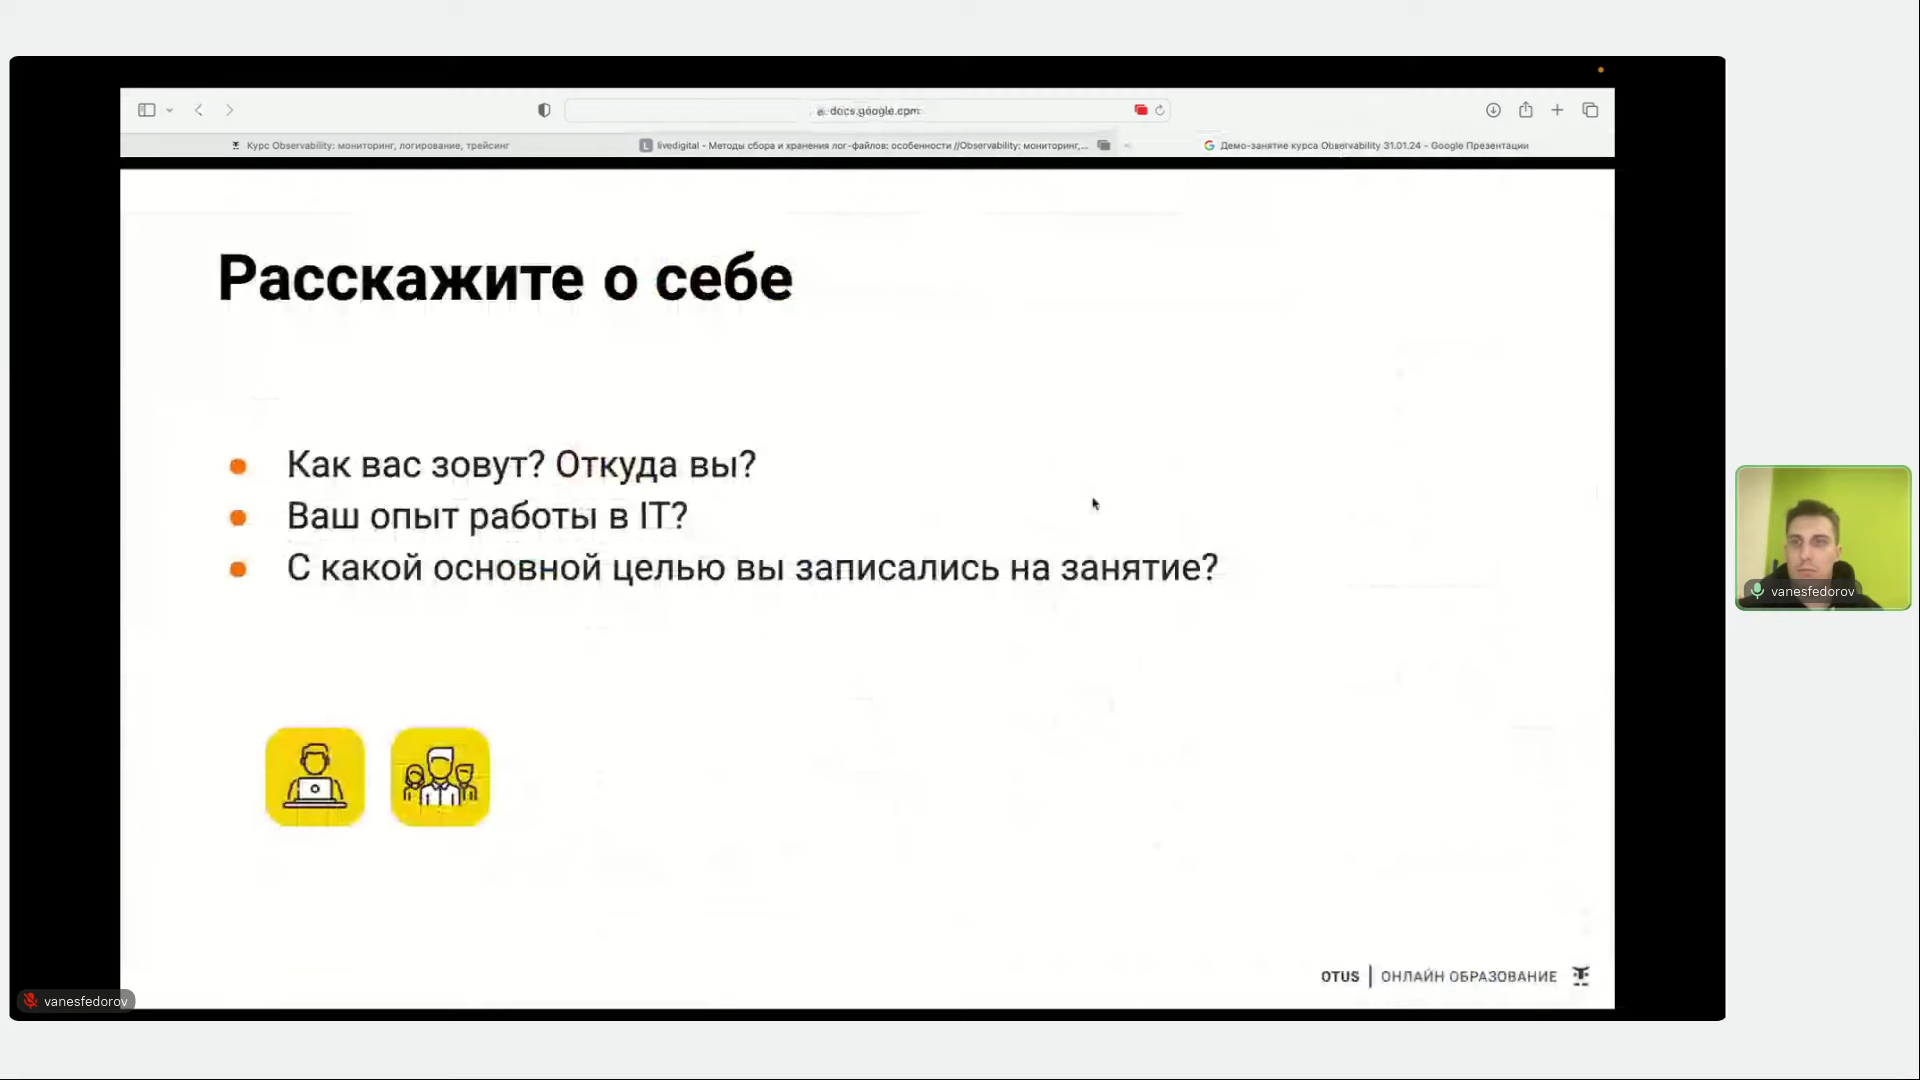 docs.google.com
Курс Observability: мониторинг, логирование, трейсинг
L livedigital - Методы сбора и хранения лог-файлов: особенности //Observability: мониторинг,...
Демо-занятие курса Observability 31.01.24 - Google Презентации
Расскажите о себе
Как вас зовут? Откуда вы?
Ваш опыт работы в IT?
С какой основной целью вы записались на занятие?
vanesfedorov
OTUS | ОНЛАЙН ОБРАЗОВАНИЕ
vanesfedorov